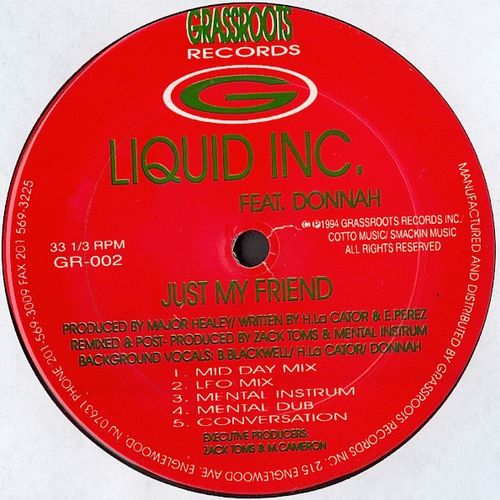 GRASSROOTS
RECORDS
G
LIQUID INC.
FEAT. DONNAH
33 1/3 RPM
GR-002
© ℗1994 GRASSROOTS RECORDS INC.
COTTO MUSIC/ SMACKIN MUSIC
ALL RIGHTS RESERVED
JUST MY FRIEND
PRODUCED BY MAJOR HEALEY/ WRITTEN BY H.La CATOR & E.PEREZ
REMIXED & POST- PRODUCED BY ZACK TOMS & MENTAL INSTRUM
BACKGROUND VOCALS: B.BLACKWELL/ H.La CATOR/ DONNAH
1. MID DAY MIX
2. LFO MIX
3. MENTAL INSTRUM
4. MENTAL DUB
5. CONVERSATION
EXECUTIVE PRODUCERS:
ZACK TOMS & M.CAMERON
MANUFACTURED AND DISTRIBUTED BY GRASSROOTS RECORDS INC. 215 ENGLEWOOD AVE. ENGLEWOOD, NJ 07631 PHONE 201-569-3009 FAX 201 569-3225